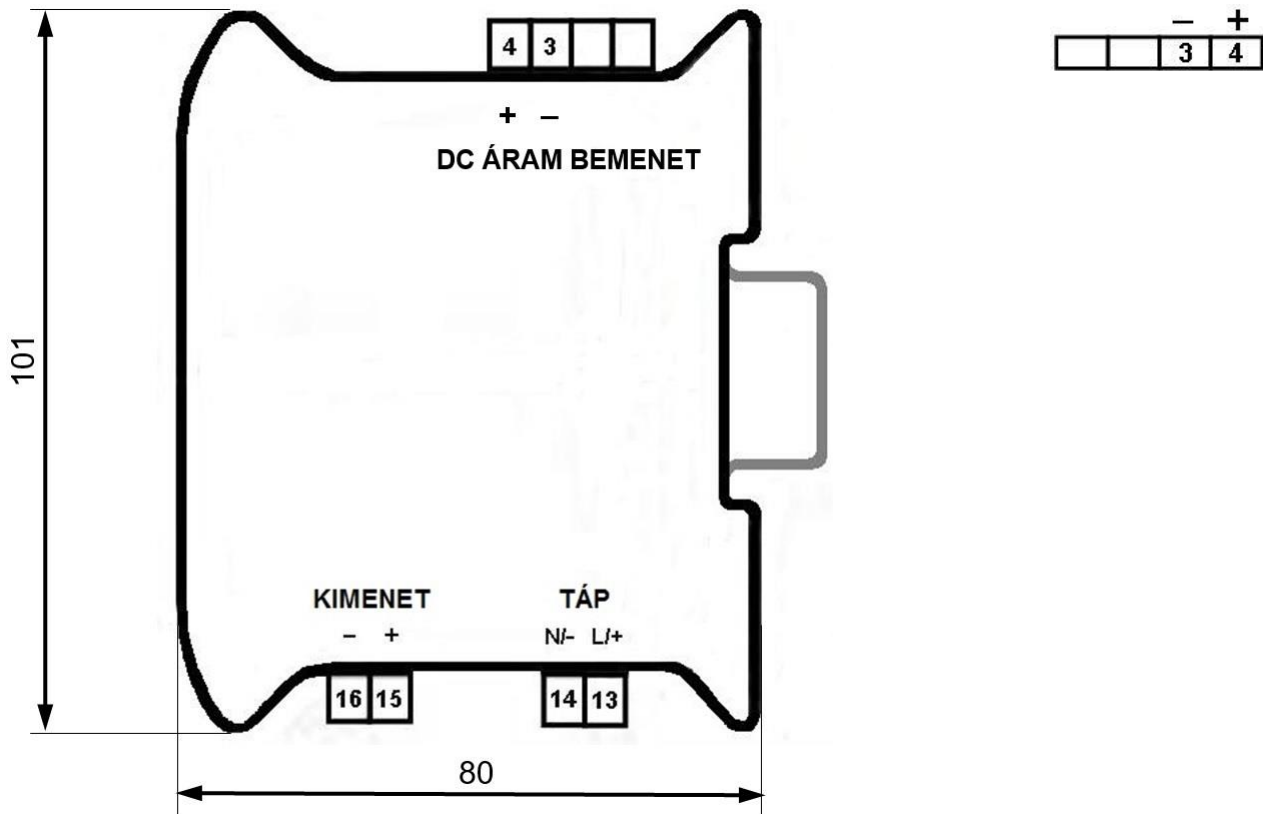 – +
3 4
4 3
+ –
DC ÁRAM BEMENET
101
KIMENET TÁP
– + N/- L/+
16 15 14 13
80